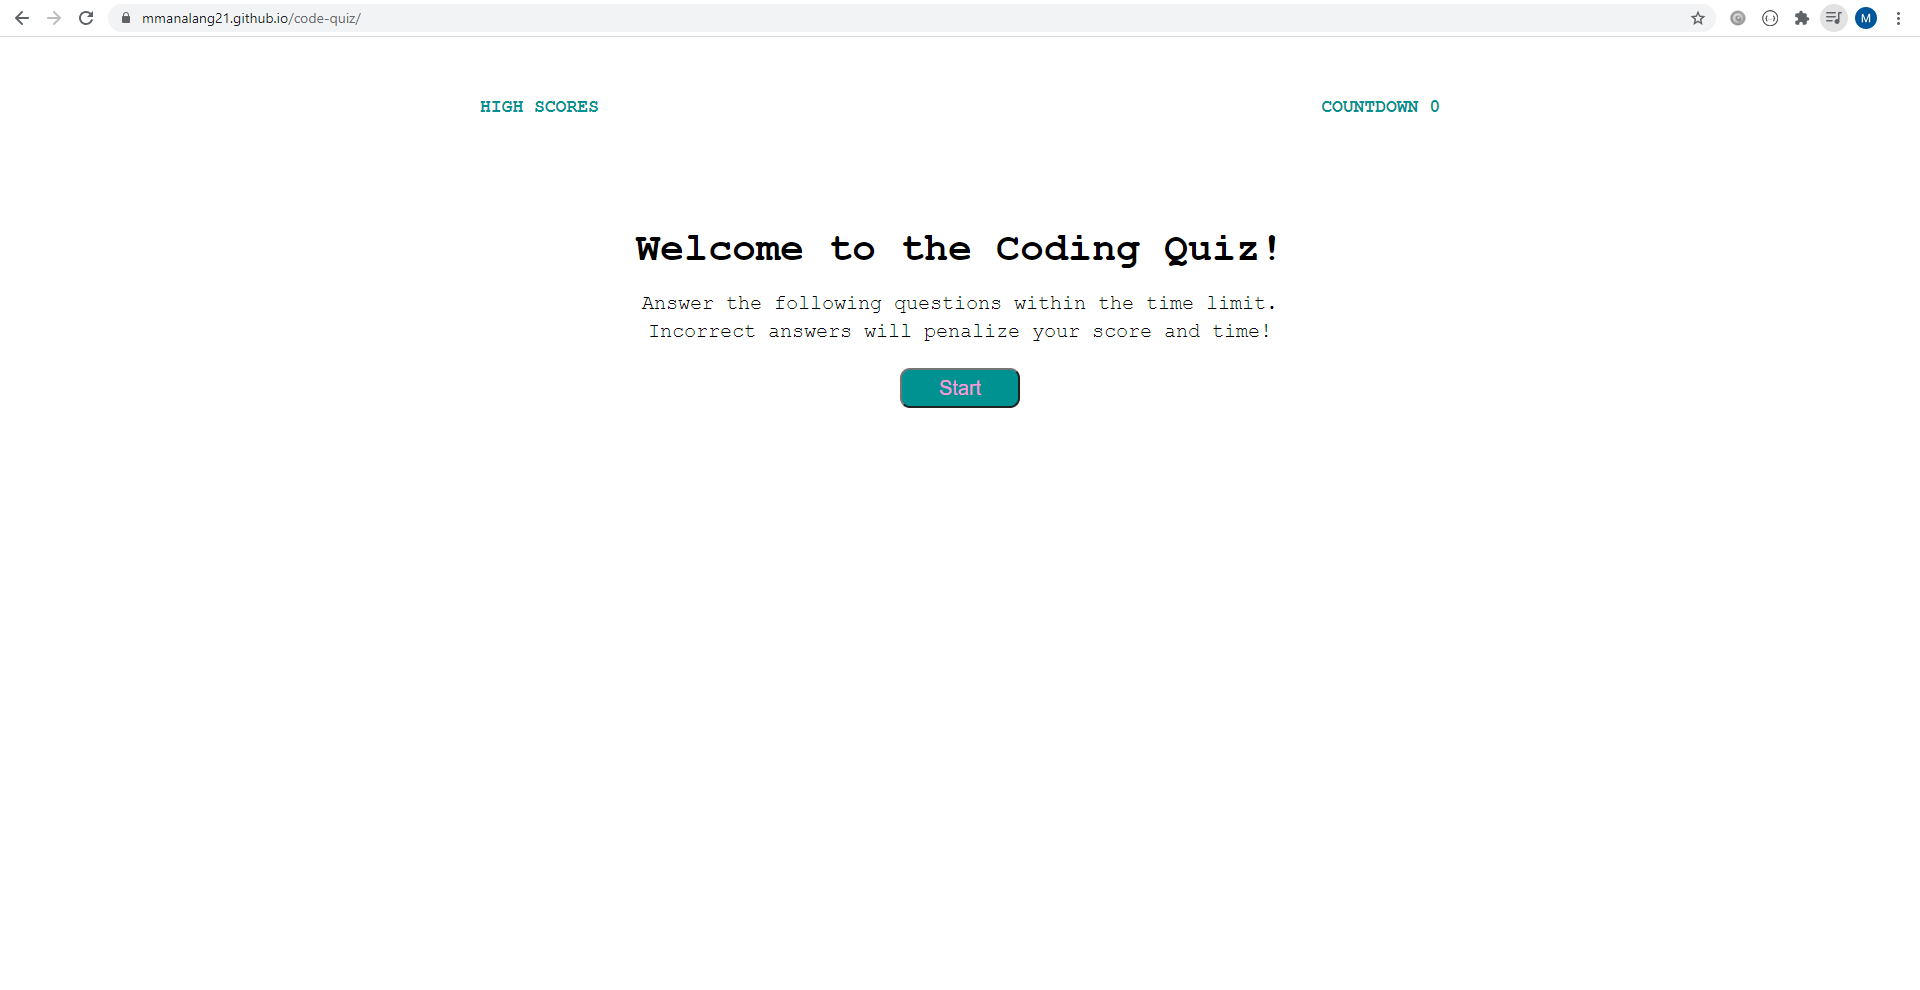 mmanalang21.github.io/code-quiz/
M
HIGH SCORES
COUNTDOWN 0
Welcome to the Coding Quiz!
Answer the following questions within the time limit.
Incorrect answers will penalize your score and time!
Start